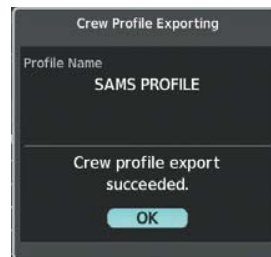 Crew Profile Exporting
Profile Name
SAMS PROFILE
Crew profile export
succeeded.
OK